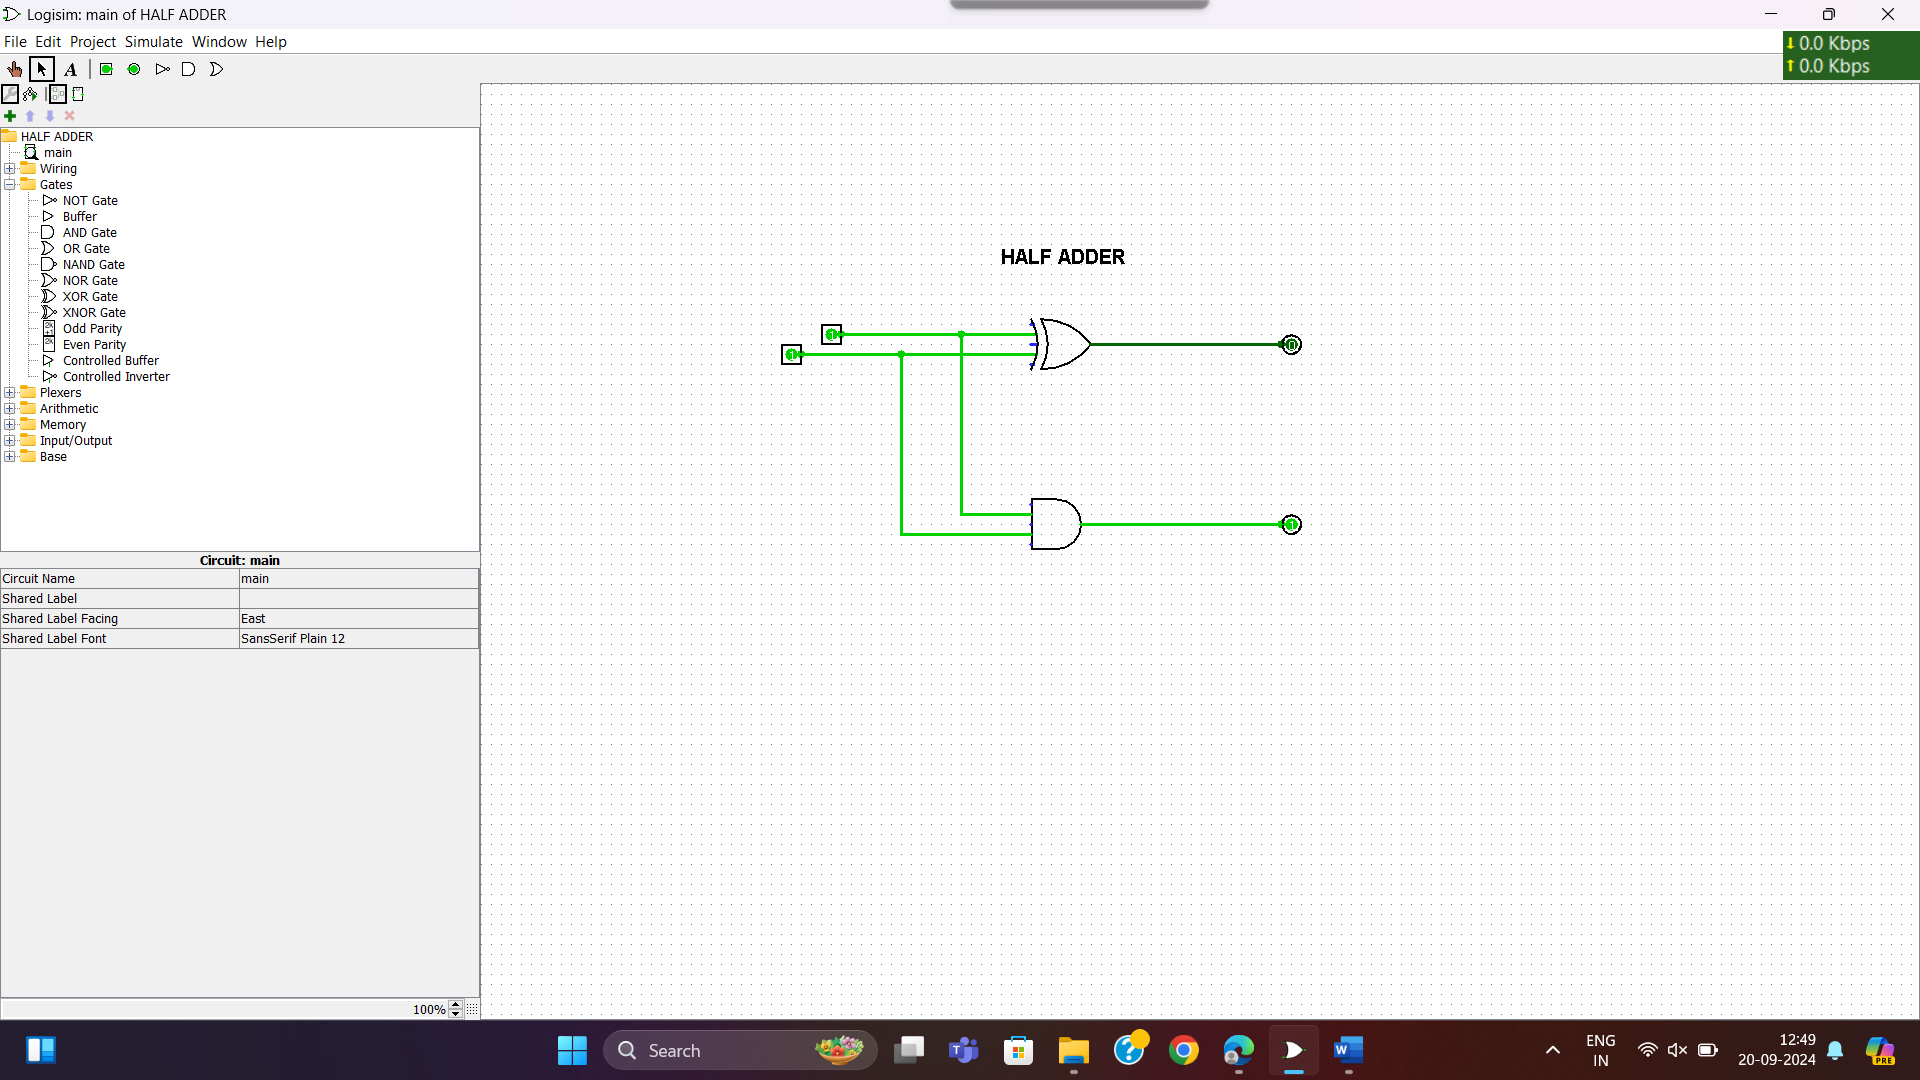 Logisim: main of HALF ADDER
File Edit Project Simulate Window Help
0.0 Kbps
0.0 Kbps
A
HALF ADDER
main
Wiring
Gates
NOT Gate
Buffer
AND Gate
OR Gate
NAND Gate
NOR Gate
XOR Gate
XNOR Gate
Odd Parity
Even Parity
Controlled Buffer
Controlled Inverter
Plexers
Arithmetic
Memory
Input/Output
Base
HALF ADDER
1
1
0
1
Circuit: main
Circuit Name main
Shared Label
Shared Label Facing East
Shared Label Font SansSerif Plain 12
100%
Search
ENG
IN
12:49
20-09-2024
PRE